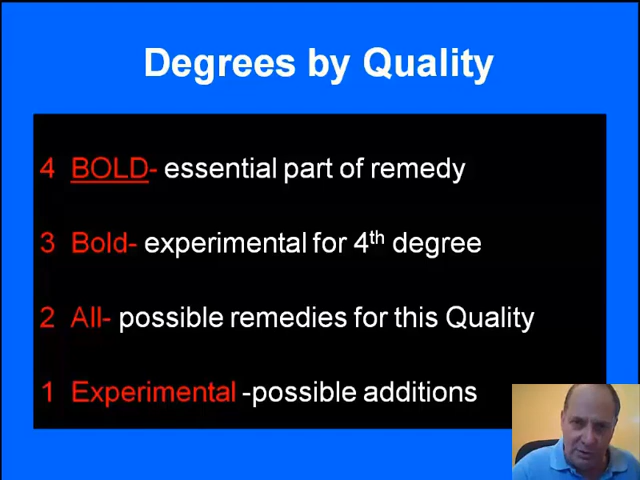 Degrees by Quality
4 BOLD- essential part of remedy
3 Bold- experimental for 4th degree
2 All- possible remedies for this Quality
1 Experimental -possible additions